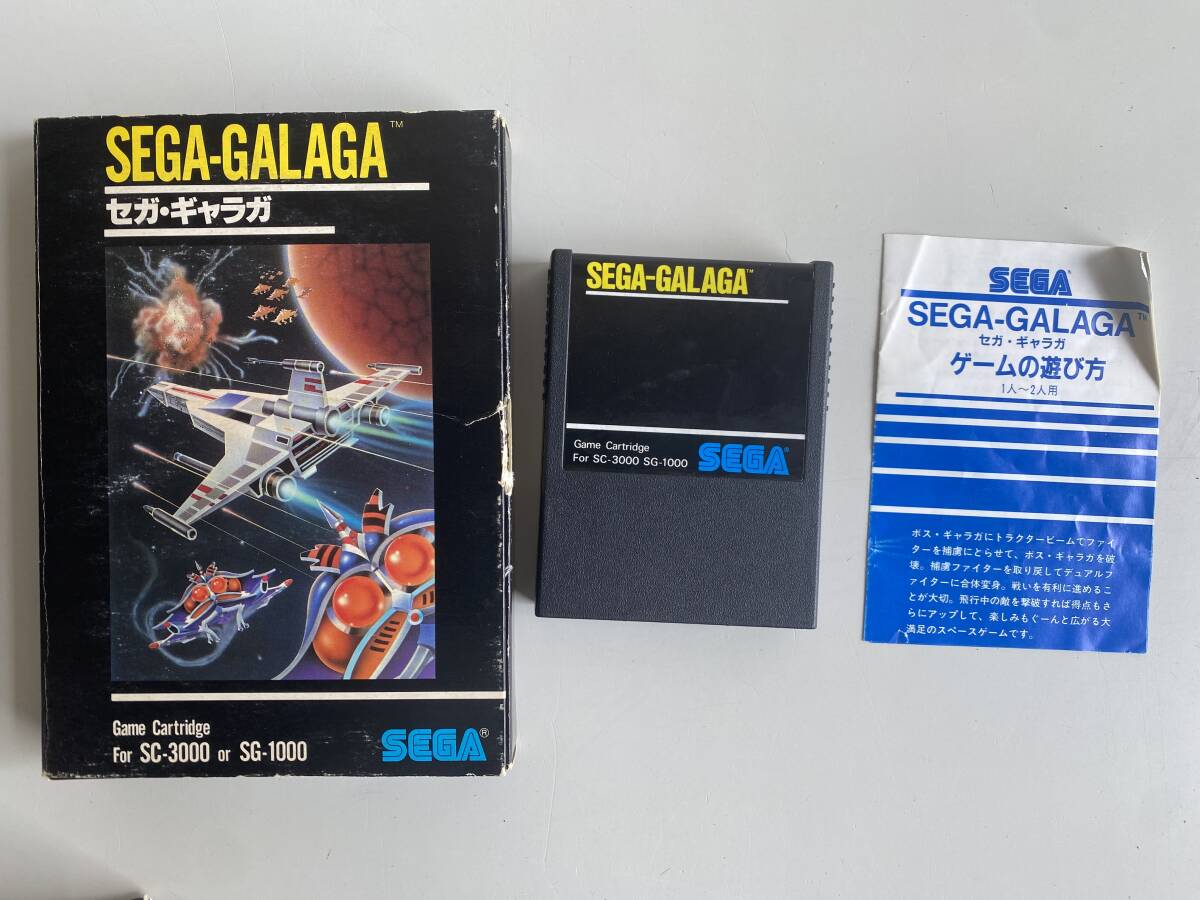 SEGA-GALAGA™
セガ・ギャラガ
Game Cartridge
For SC-3000 or SG-1000
SEGA®
SEGA-GALAGA™
Game Cartridge
For SC-3000 SG-1000
SEGA®
SEGA®
SEGA-GALAGA™
セガ・ギャラガ
ゲームの遊び方
1人〜2人用
ボス・ギャラガにトラクタービームでファイ
ターを捕虜にとらせて、ボス・ギャラガを破
壊。捕虜ファイターを取り戻してデュアルフ
ァイターに合体変身。戦いを有利に進めるこ
とが大切。飛行中の敵を撃破すれば得点もさ
らにアップして、楽しみもぐーんと広がる大
満足のスペースゲームです。